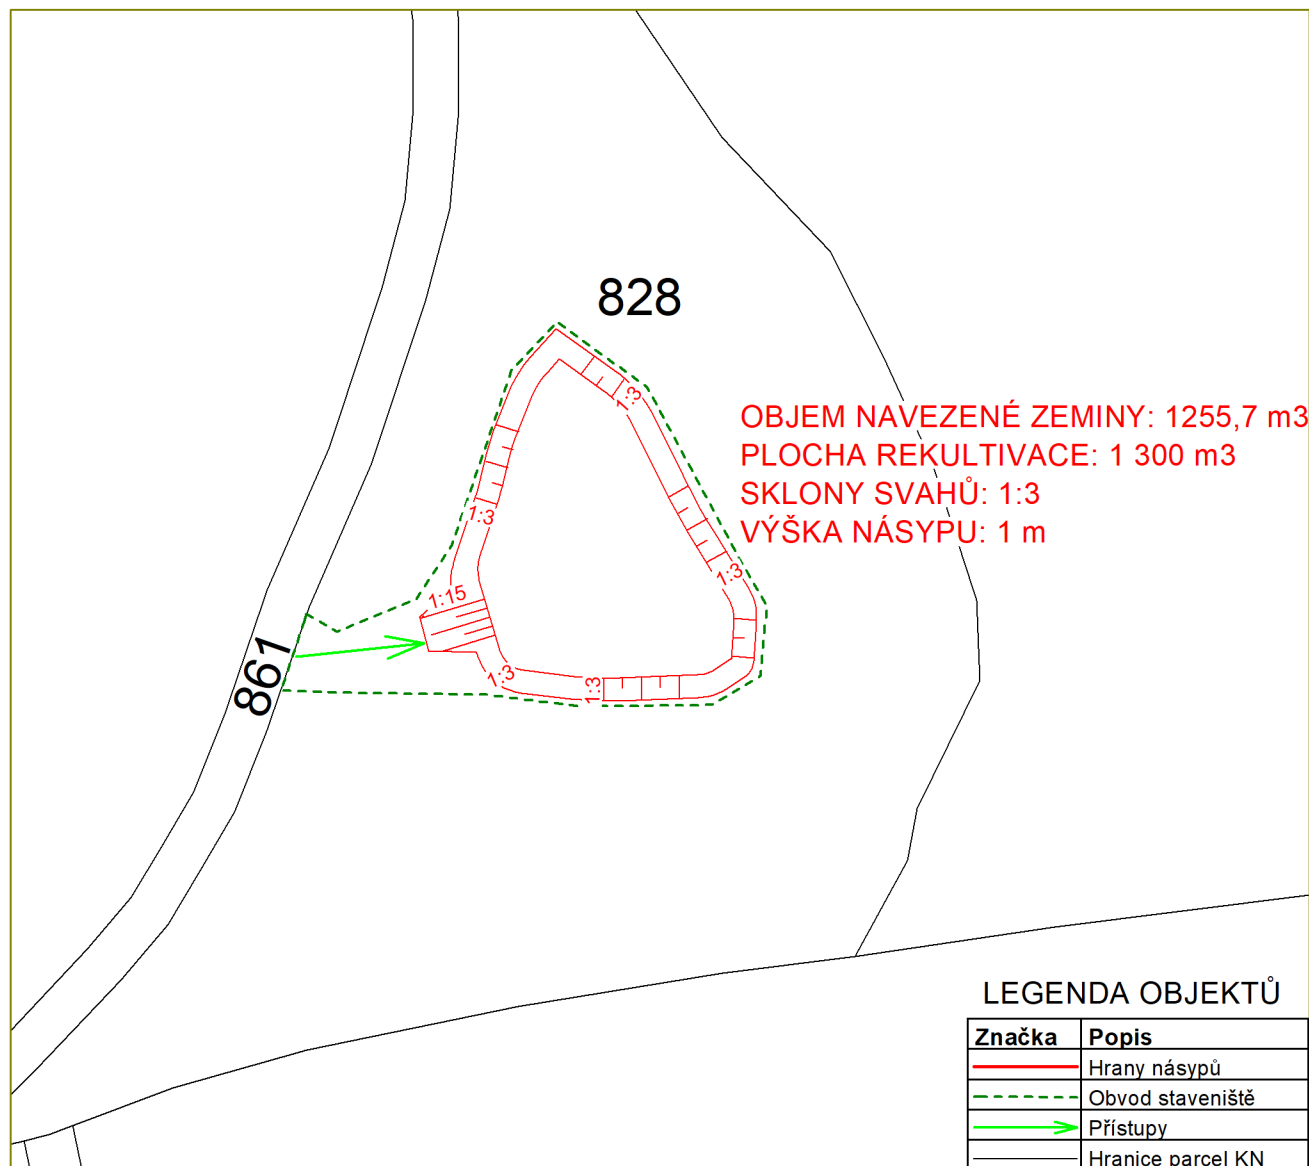 828
1:3
OBJEM NAVEZENÉ ZEMINY: 1255,7 m3
PLOCHA REKULTIVACE: 1 300 m3
SKLONY SVAHŮ: 1:3
VÝŠKA NÁSYPU: 1 m
1:3
1:3
1:15
861
1:3
1:3
LEGENDA OBJEKTŮ
Značka Popis
Hrany násypů
Obvod staveniště
Přístupy
Hranice parcel KN